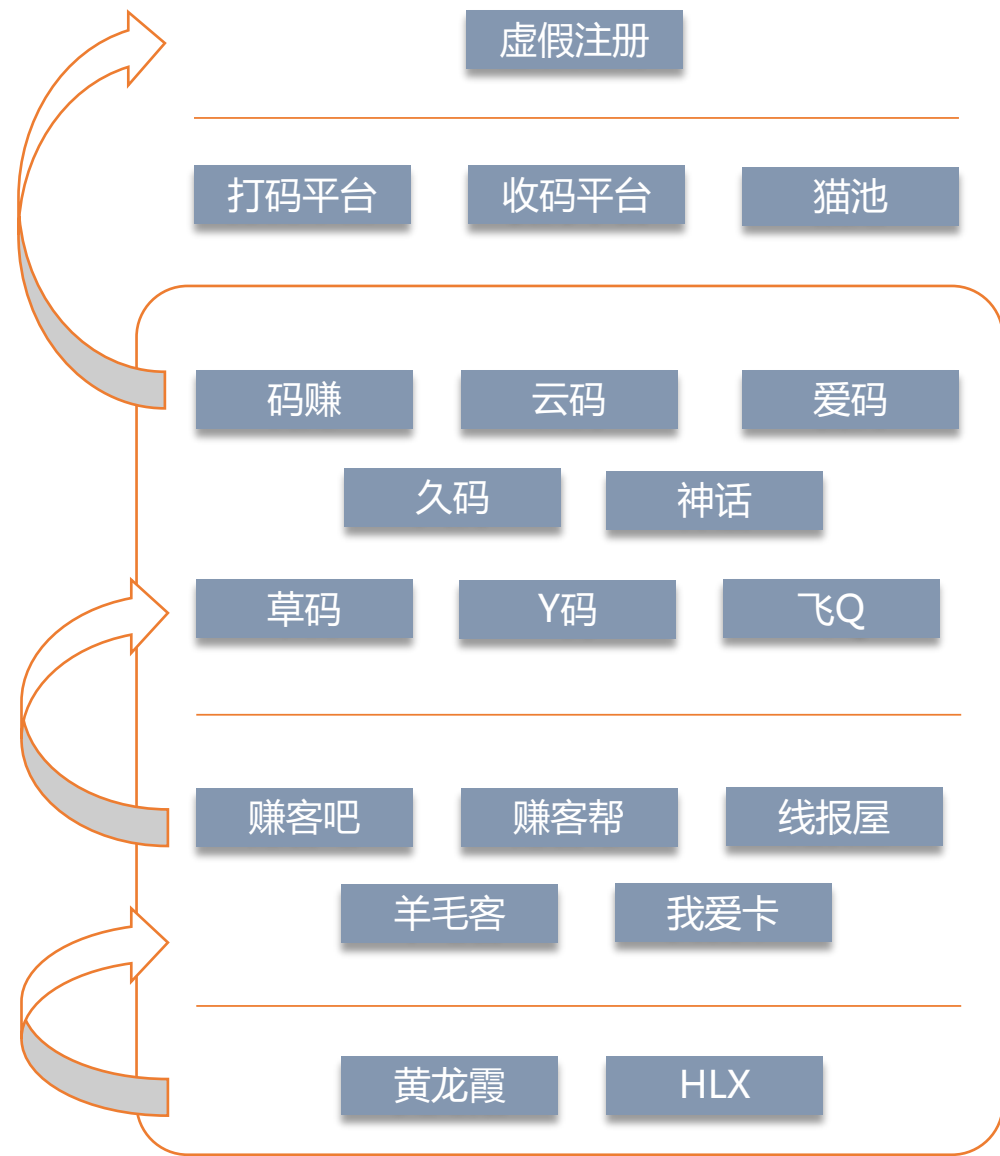 虚假注册
打码平台 收码平台 猫池
码赚 云码 爱码
久码 神话
草码 Y码 飞Q
赚客吧 赚客帮 线报屋
羊毛客 我爱卡
黄龙霞 HLX